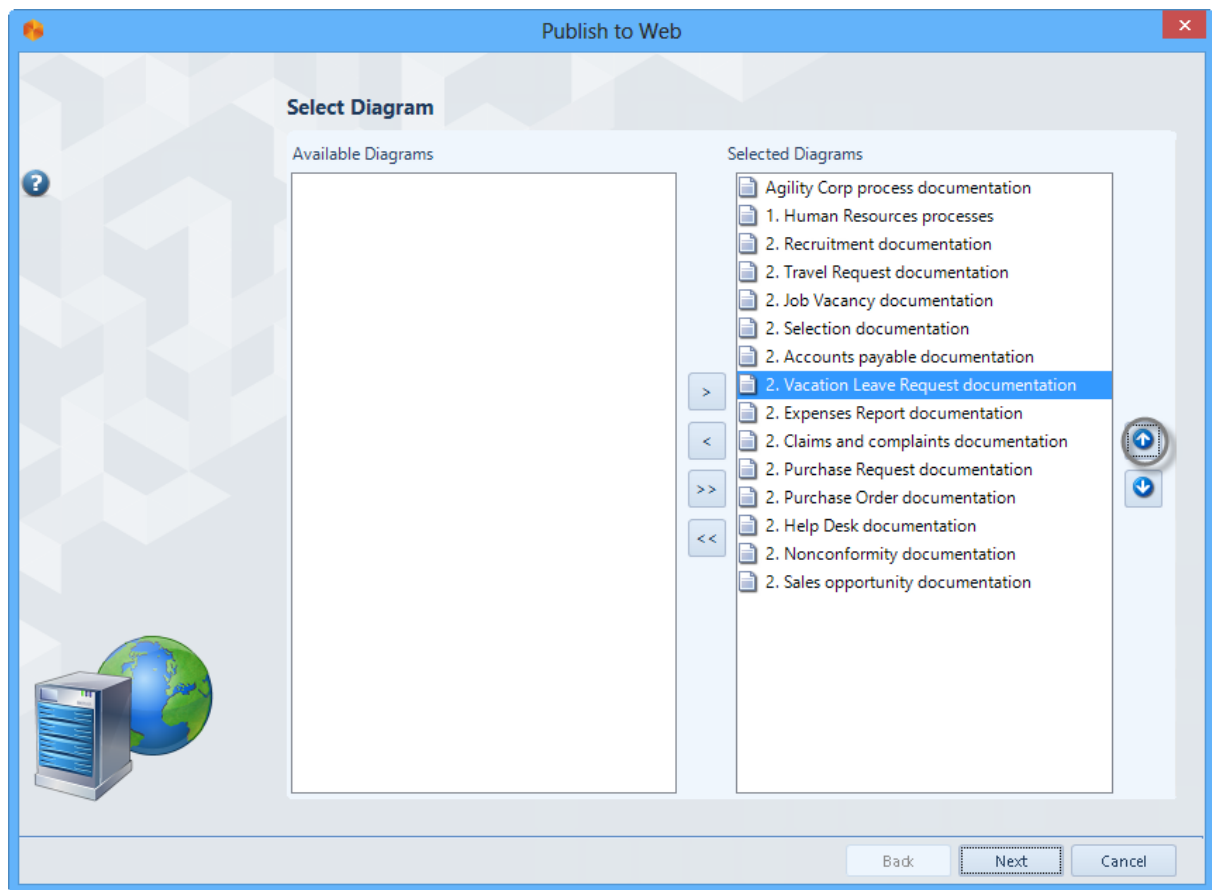 Publish to Web
Select Diagram
Available Diagrams
Selected Diagrams
Agility Corp process documentation
1. Human Resources processes
2. Recruitment documentation
2. Travel Request documentation
2. Job Vacancy documentation
2. Selection documentation
2. Accounts payable documentation
2. Vacation Leave Request documentation
2. Expenses Report documentation
2. Claims and complaints documentation
2. Purchase Request documentation
2. Purchase Order documentation
2. Help Desk documentation
2. Nonconformity documentation
2. Sales opportunity documentation
>
<
>>
<<
?
Back
Next
Cancel